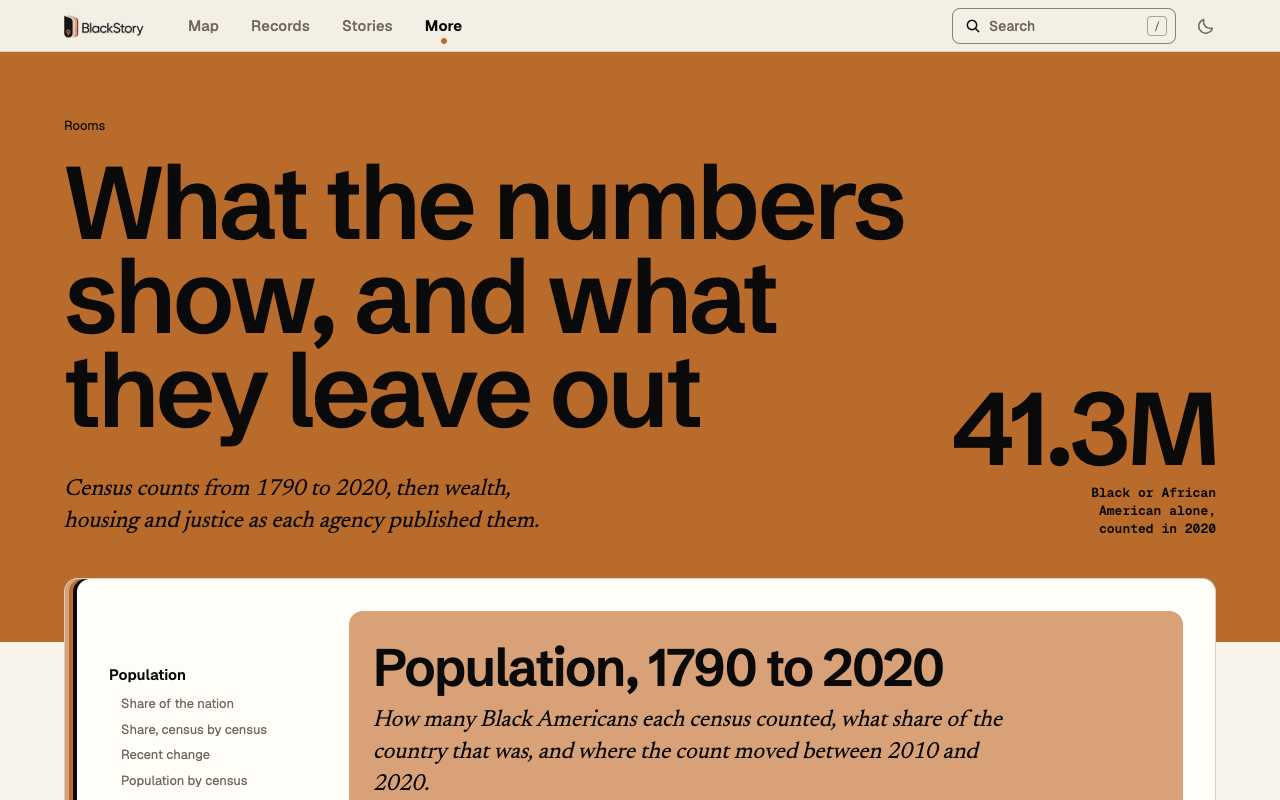 BlackStory
Map
Records
Stories
More
Search
/
Rooms
What the numbers
show, and what
they leave out
Census counts from 1790 to 2020, then wealth,
housing and justice as each agency published them.
41.3M
Black or African
American alone,
counted in 2020
Population
Share of the nation
Share, census by census
Recent change
Population by census
Population, 1790 to 2020
How many Black Americans each census counted, what share of the
country that was, and where the count moved between 2010 and
2020.